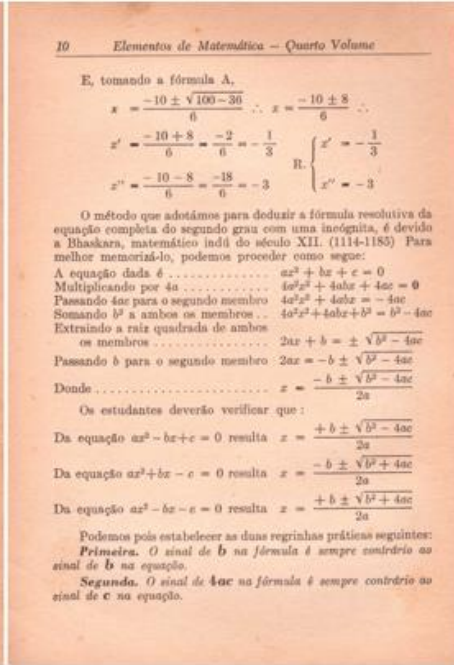 10 Elementos de Matemática — Quarto Volume
E, tomando a fórmula A,
x = (−10 ± √(100−36))/6 ∴ x = (−10 ± 8)/6 ∴
x' = (−10 + 8)/6 = −2/6 = −1/3
R. { x' = −1/3
x'' = (−10 − 8)/6 = −18/6 = −3
x'' = −3
O método que adotámos para deduzir a fórmula resolutiva da
equação completa do segundo grau com uma incógnita, é devido
a Bhaskara, matemático indú do século XII. (1114-1185) Para
melhor memorizá-lo, podemos proceder como segue:
A equação dada é ............. ax² + bx + c = 0
Multiplicando por 4a ........... 4a²x² + 4abx + 4ac = 0
Passando 4ac para o segundo membro 4a²x² + 4abx = −4ac
Somando b² a ambos os membros .. 4a²x²+4abx+b² = b² − 4ac
Extraindo a raiz quadrada de ambos
os membros ............. 2ax + b = ± √(b² − 4ac)
Passando b para o segundo membro 2ax = −b ± √(b² − 4ac)
Donde ..................... x = (−b ± √(b² − 4ac))/2a
Os estudantes deverão verificar que :
Da equação ax² − bx+c = 0 resulta x = (+b ± √(b² − 4ac))/2a
Da equação ax²+bx − c = 0 resulta x = (−b ± √(b² + 4ac))/2a
Da equação ax² − bx − c = 0 resulta x = (+b ± √(b² + 4ac))/2a
Podemos pois estabelecer as duas regrinhas práticas seguintes:
Primeira. O sinal de b na fórmula é sempre contrário ao
sinal de b na equação.
Segunda. O sinal de 4ac na fórmula é sempre contrário ao
sinal de c na equação.